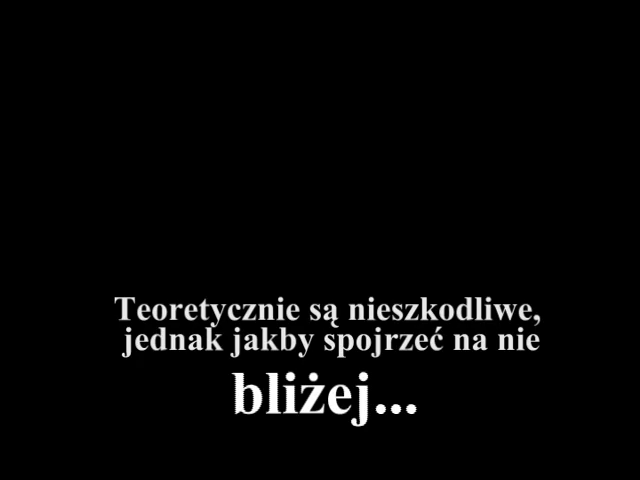 Teoretycznie są nieszkodliwe,
jednak jakby spojrzeć na nie
bliżej...